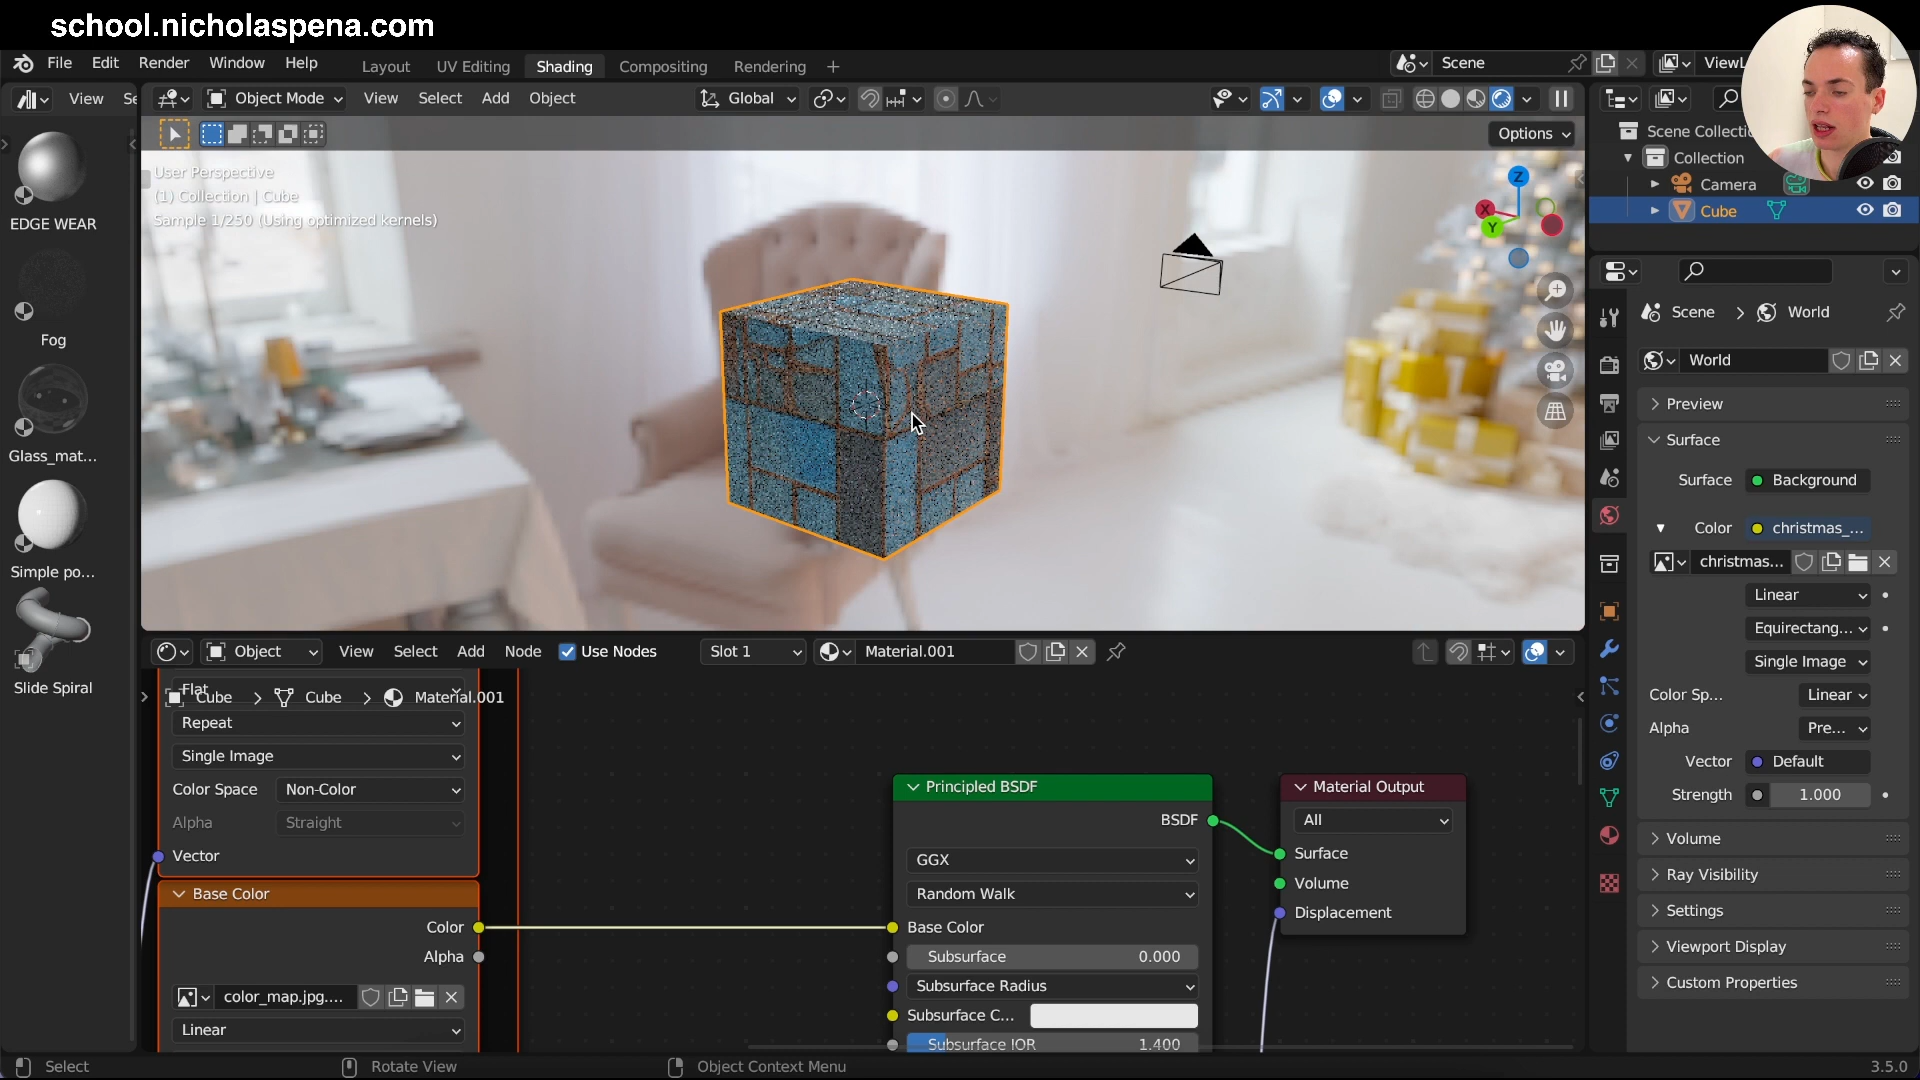 school.nicholaspena.com
File Edit Render Window Help Layout UV Editing Shading Compositing Rendering + Scene ViewL
View Se Object Mode View Select Add Object Global
Options
Scene Collectio
Collection
Camera
Cube
User Perspective
(1) Collection | Cube
Sample 1/250 (Using optimized kernels)
Z
X
Y
EDGE WEAR
Fog
Glass_mat...
Simple po...
Slide Spiral
Scene > World
World
Preview
Surface
Surface Background
Color christmas_...
christmas...
Linear
Equirectang...
Single Image
Color Sp... Linear
Alpha Pre...
Vector Default
Strength 1.000
Volume
Ray Visibility
Settings
Viewport Display
Custom Properties
Object View Select Add Node Use Nodes Slot 1 Material.001
Flat
Cube > Cube > Material.001
Repeat
Single Image
Color Space Non-Color
Alpha Straight
Vector
Base Color
Color
Alpha
color_map.jpg....
Linear
Principled BSDF
BSDF
GGX
Random Walk
Base Color
Subsurface 0.000
Subsurface Radius
Subsurface C...
Subsurface IOR 1.400
Material Output
All
Surface
Volume
Displacement
Select Rotate View Object Context Menu 3.5.0